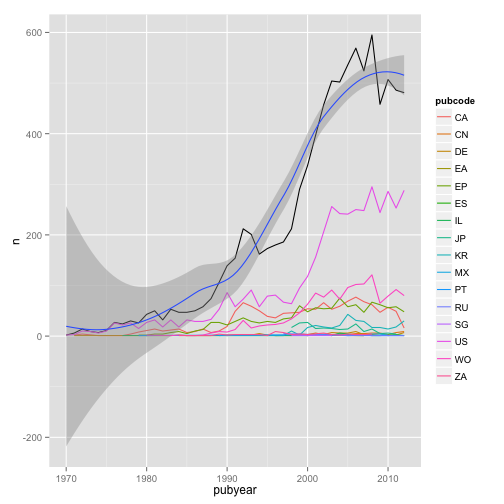 600
400
200
0
-200
n
1970
1980
1990
2000
2010
pubyear
pubcode
CA
CN
DE
EA
EP
ES
IL
JP
KR
MX
PT
RU
SG
US
WO
ZA